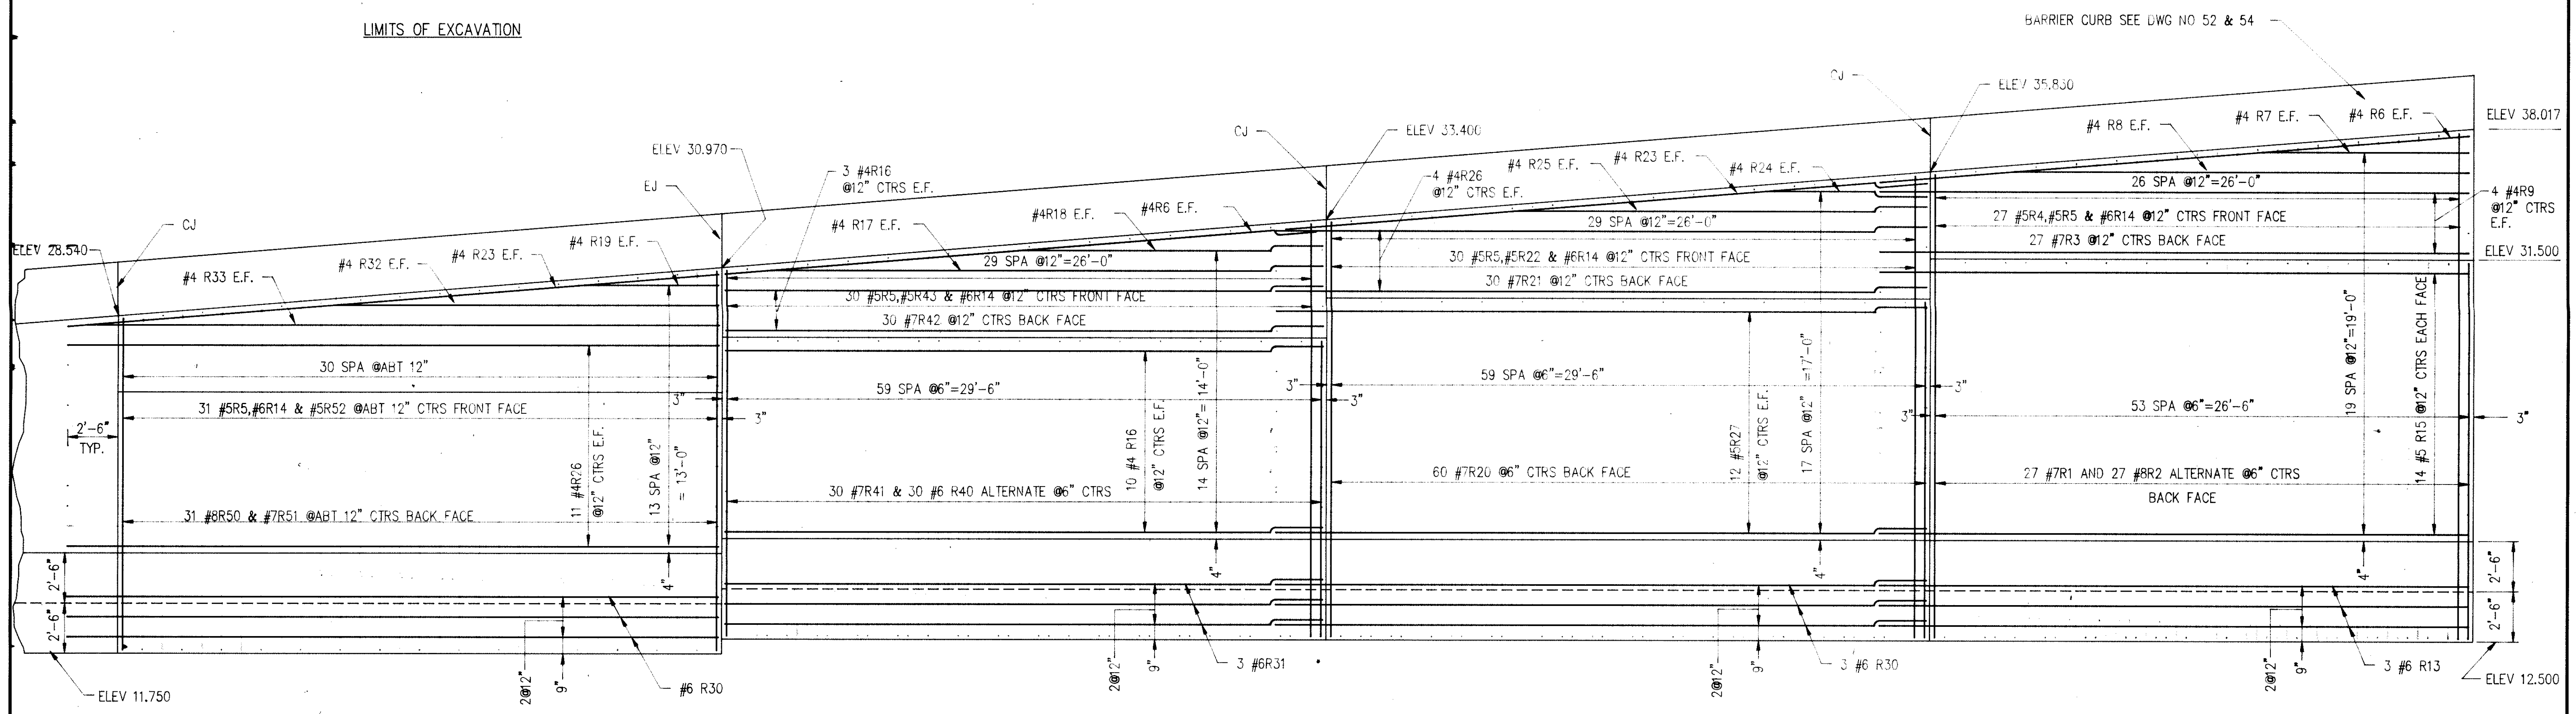 LIMITS OF EXCAVATION
BARRIER CURB SEE DWG NO 52 & 54
ELEV 28.540
CJ
#4 R33 E.F.
#4 R32 E.F.
#4 R23 E.F.
#4 R19 E.F.
30 SPA @ABT 12"
31 #5R5,#6R14 & #5R52 @ABT 12" CTRS FRONT FACE
2'-6"
TYP.
3"
3"
11 #4R26
@12" CTRS E.F.
13 SPA @12"
= 13'-0"
31 #8R50 & #7R51 @ABT 12" CTRS BACK FACE
4"
2'-6"
2'-6"
2@12"
9"
#6 R30
ELEV 11.750
EJ
ELEV 30.970
3 #4R16
@12" CTRS E.F.
#4 R17 E.F.
#4R18 E.F.
#4R6 E.F.
29 SPA @12"=26'-0"
30 #5R5,#5R43 & #6R14 @12" CTRS FRONT FACE
30 #7R42 @12" CTRS BACK FACE
59 SPA @6"=29'-6"
3"
3"
10 #4 R16
@12" CTRS E.F.
14 SPA @12"= 14'-0"
30 #7R41 & 30 #6 R40 ALTERNATE @6" CTRS
4"
2@12"
9"
3 #6R31
CJ
ELEV 33.400
4 #4R26
@12" CTRS E.F.
#4 R25 E.F.
#4 R23 E.F.
#4 R24 E.F.
29 SPA @12"=26'-0"
30 #5R5,#5R22 & #6R14 @12" CTRS FRONT FACE
30 #7R21 @12" CTRS BACK FACE
59 SPA @6"=29'-6"
3"
3"
12 #5R27
@12" CTRS E.F.
17 SPA @12"=17'-0"
60 #7R20 @6" CTRS BACK FACE
4"
2@12"
9"
3 #6 R30
CJ
ELEV 35.830
#4 R8 E.F.
#4 R7 E.F.
#4 R6 E.F.
ELEV 38.017
26 SPA @12"=26'-0"
4 #4R9
@12" CTRS
E.F.
27 #5R4,#5R5 & #6R14 @12" CTRS FRONT FACE
27 #7R3 @12" CTRS BACK FACE
ELEV 31.500
53 SPA @6"=26'-6"
3"
19 SPA @12"=19'-0"
14 #5 R15 @12" CTRS EACH FACE
27 #7R1 AND 27 #8R2 ALTERNATE @6" CTRS
BACK FACE
4"
2'-6"
2'-6"
2@12"
9"
3 #6 R13
ELEV 12.500